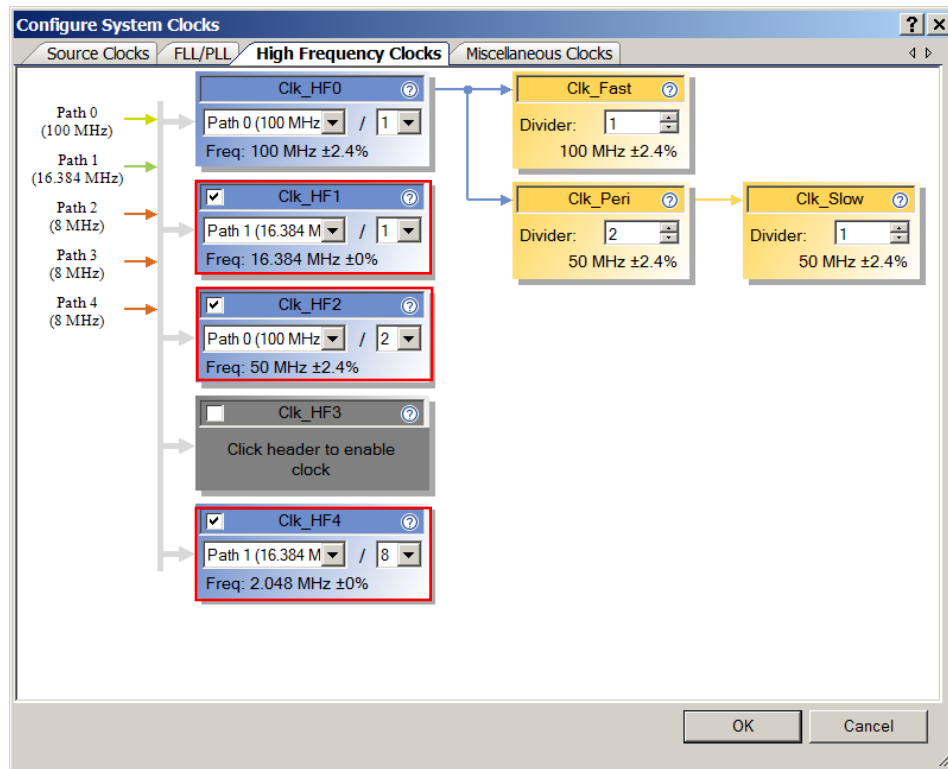 Configure System Clocks
Source Clocks FLL/PLL High Frequency Clocks Miscellaneous Clocks
Path 0
(100 MHz)
Path 1
(16.384 MHz)
Path 2
(8 MHz)
Path 3
(8 MHz)
Path 4
(8 MHz)
Clk_HF0
Path 0 (100 MHz / 1
Freq: 100 MHz ±2.4%
Clk_HF1
Path 1 (16.384 M / 1
Freq: 16.384 MHz ±0%
Clk_HF2
Path 0 (100 MHz / 2
Freq: 50 MHz ±2.4%
Clk_HF3
Click header to enable
clock
Clk_HF4
Path 1 (16.384 M / 8
Freq: 2.048 MHz ±0%
Clk_Fast
Divider: 1
100 MHz ±2.4%
Clk_Peri
Divider: 2
50 MHz ±2.4%
Clk_Slow
Divider: 1
50 MHz ±2.4%
OK Cancel